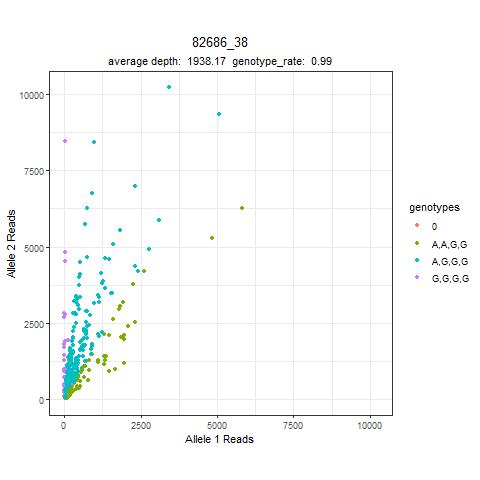 82686_38
average depth:  1938.17  genotype_rate:  0.99
10000
7500
5000
2500
0
Allele 2 Reads
0
2500
5000
7500
10000
Allele 1 Reads
genotypes
0
A,A,G,G
A,G,G,G
G,G,G,G